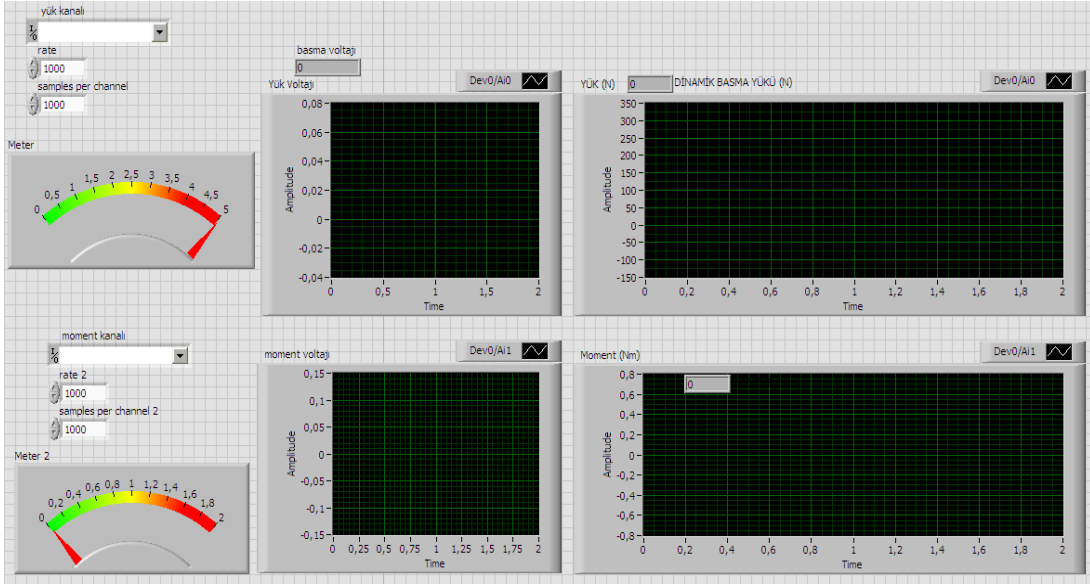 yük kanalı
I/0
rate
1000
samples per channel
1000
Meter
0 0,5 1 1,5 2 2,5 3 3,5 4 4,5 5
basma voltajı
0
Yük Voltajı
Dev0/Ai0
0,08
0,06
0,04
0,02
0
-0,02
-0,04
Amplitude
0 0,5 1 1,5 2
Time
YÜK (N) 0 DİNAMİK BASMA YÜKÜ (N)
Dev0/Ai0
350
300
250
200
150
100
50
0
-50
-100
-150
Amplitude
0 0,2 0,4 0,6 0,8 1 1,2 1,4 1,6 1,8 2
Time
moment kanalı
I/0
rate 2
1000
samples per channel 2
1000
Meter 2
0 0,2 0,4 0,6 0,8 1 1,2 1,4 1,6 1,8 2
moment voltajı
Dev0/Ai1
0,15
0,1
0,05
0
-0,05
-0,1
-0,15
Amplitude
0 0,25 0,5 0,75 1 1,25 1,5 1,75 2
Time
Moment (Nm)
Dev0/Ai1
0
0,8
0,6
0,4
0,2
0
-0,2
-0,4
-0,6
-0,8
Amplitude
0 0,2 0,4 0,6 0,8 1 1,2 1,4 1,6 1,8 2
Time